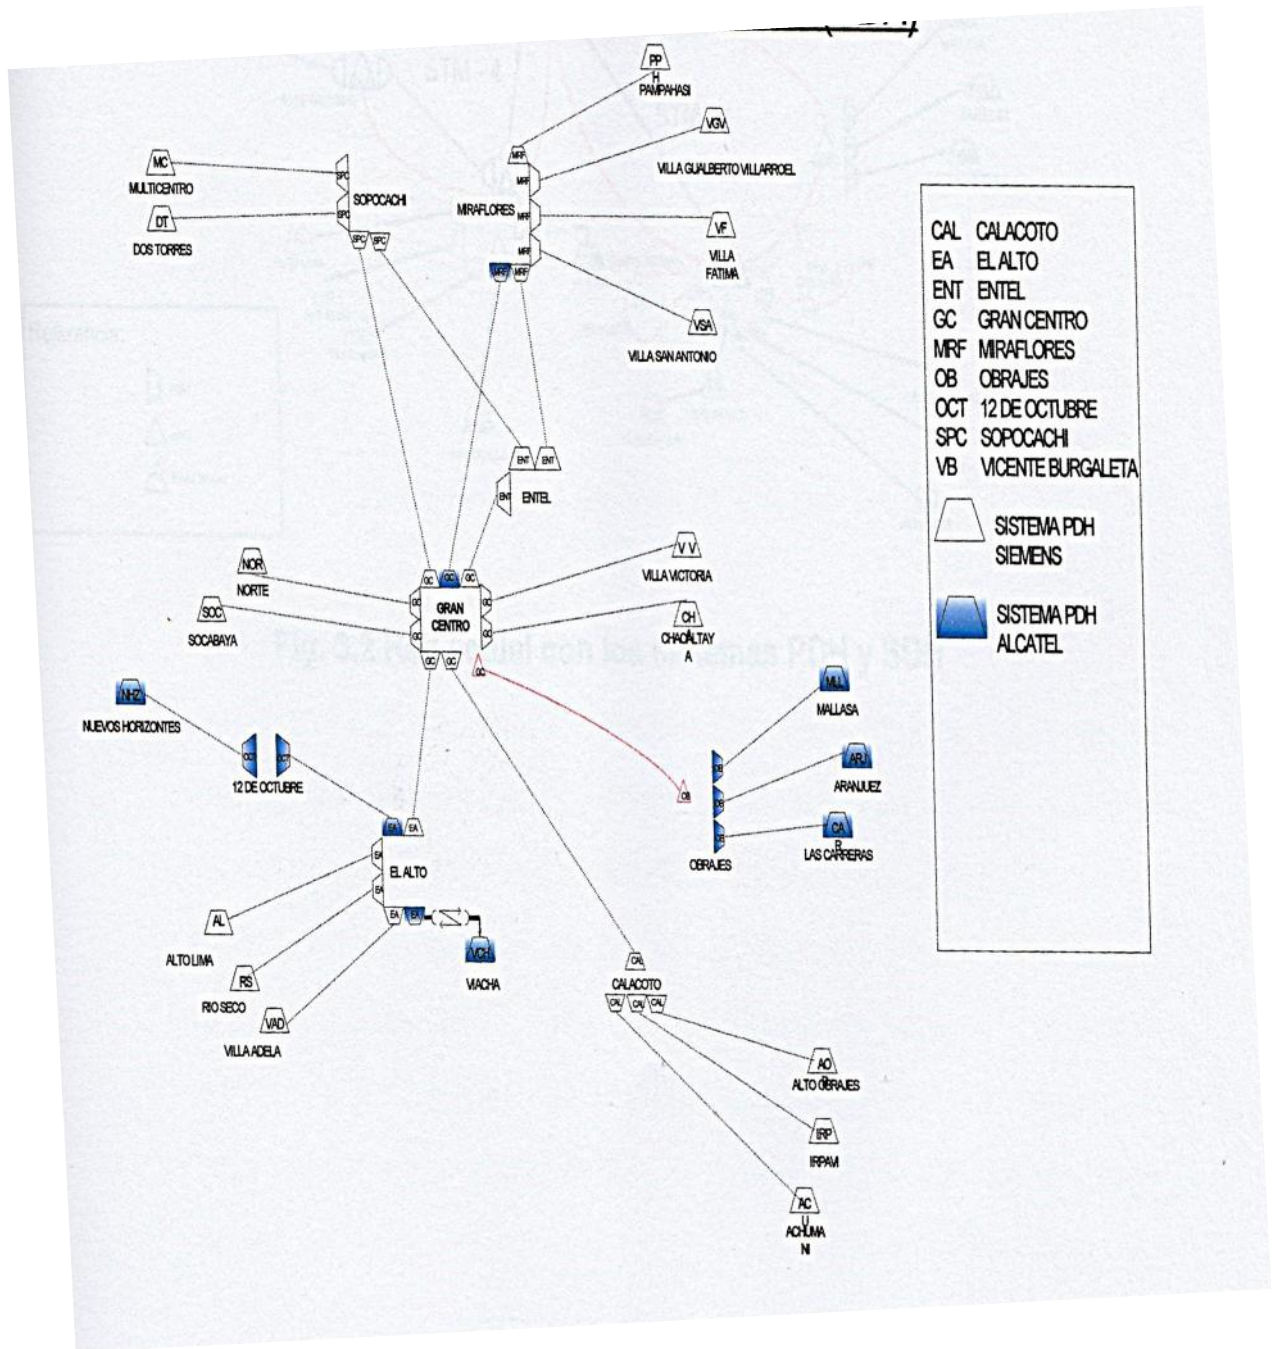 PP
H
PAMPAHASI
VGV
VILLA GUALBERTO VILLARROEL
MC
MULTICENTRO
DT
DOS TORRES
SPC
SPC
SPC
SPC
SOPOCACHI
MRF
MRF
MRF
MRF
MRF
MRF
MIRAFLORES
VF
VILLA
FATIMA
VSA
VILLA SAN ANTONIO
ENT
ENT
ENT
ENTEL
NOR
NORTE
SOC
SOCABAYA
GC
GC
GC
GC
GC
GC
GC
GC
GC
GC
GRAN
CENTRO
V V
VILLA VICTORIA
CH
A
CHACALTAY
A
NHZ
NUEVOS HORIZONTES
OCT
OCT
12 DE OCTUBRE
MLL
MALLASA
ARJ
ARANJUEZ
CA
R
LAS CARRERAS
OB
OB
OB
OB
OBRAJES
EA
EA
EA
EA
EA
EA
EL ALTO
AL
ALTO LIMA
RS
RIO SECO
VAD
VILLA ADELA
VCH
VIACHA
CAL
CALACOTO
CAL
CAL
CAL
AO
ALTO OBRAJES
IRP
IRPAVI
AC
U
ACHUMA
NI
CAL CALACOTO
EA EL ALTO
ENT ENTEL
GC GRAN CENTRO
MRF MIRAFLORES
OB OBRAJES
OCT 12 DE OCTUBRE
SPC SOPOCACHI
VB VICENTE BURGALETA
SISTEMA PDH
SIEMENS
SISTEMA PDH
ALCATEL